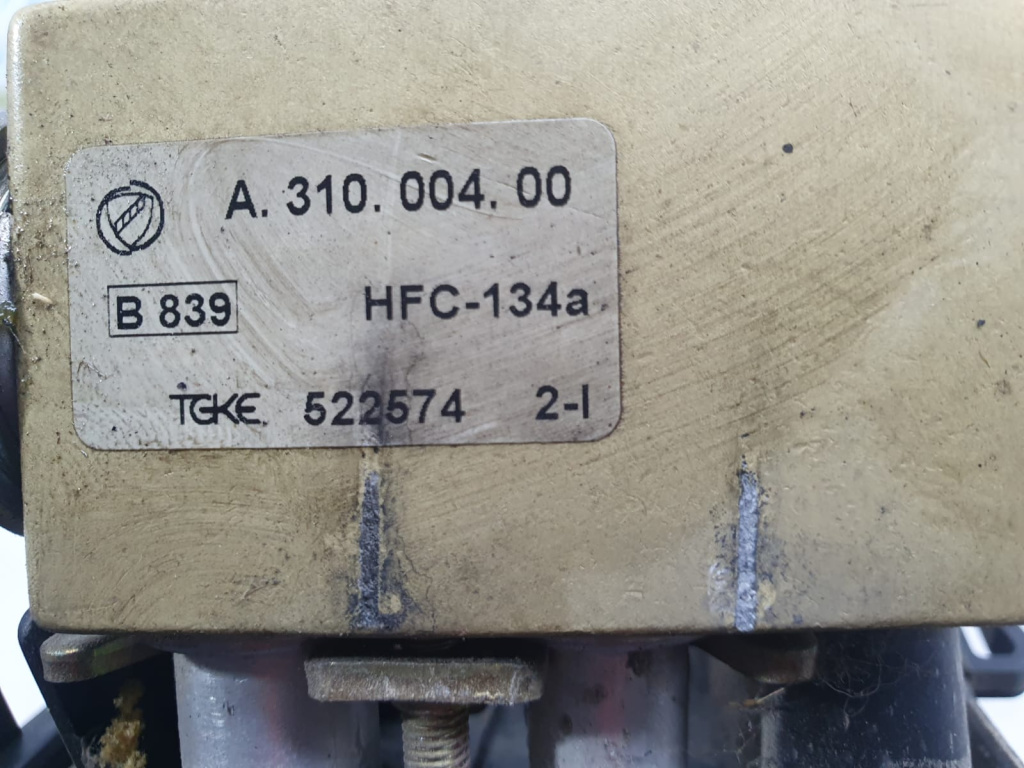 A. 310. 004. 00
B 839 HFC-134a
TGKE. 522574 2-I